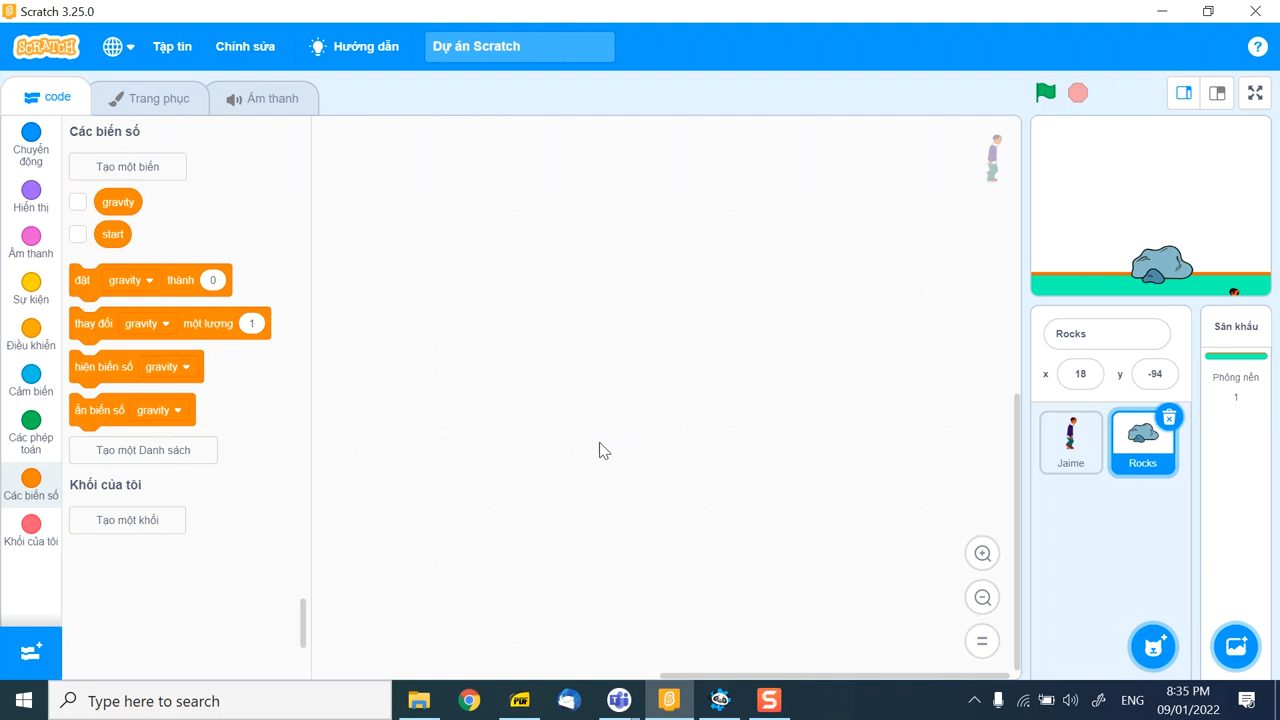 Scratch 3.25.0
SCRATCH
Tập tin
Chỉnh sửa
Hướng dẫn
Dự án Scratch
?
code
Trang phục
Âm thanh
Các biến số
Tạo một biến
gravity
start
đặt gravity thành 0
thay đổi gravity một lượng 1
hiện biến số gravity
ẩn biến số gravity
Tạo một Danh sách
Khối của tôi
Tạo một khối
Chuyển động
Hiển thị
Âm thanh
Sự kiện
Điều khiển
Cảm biến
Các phép toán
Các biến số
Khối của tôi
Rocks
x 18 y -94
Jaime
Rocks
Sân khấu
Phông nền
1
Type here to search
PDF
ENG
8:35 PM
09/01/2022